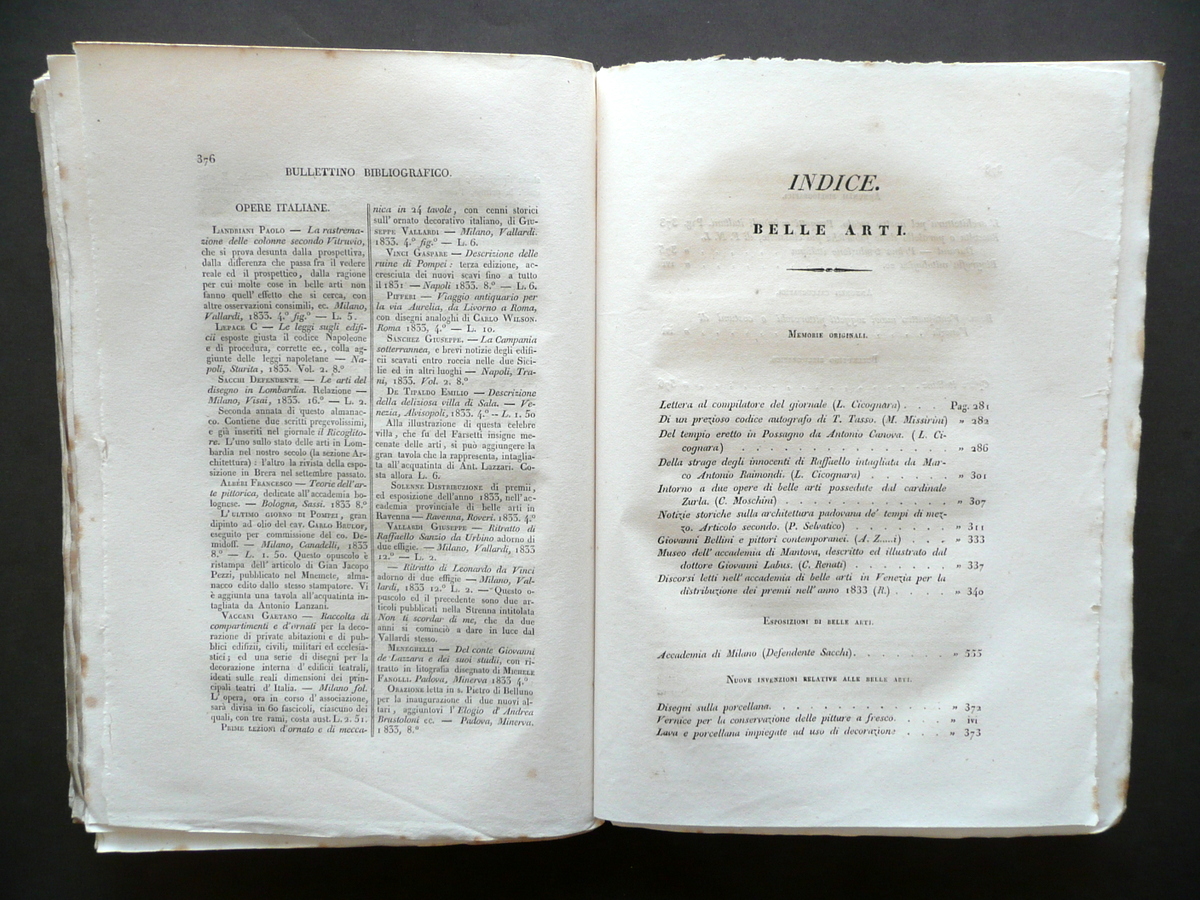 376
BULLETTINO BIBLIOGRAFICO.
OPERE ITALIANE.
LANDRIANI PAOLO — La rastrema-
zione delle colonne secondo Vitruvio,
che si prova desunta dalla prospettiva,
dalla differenza che passa fra il vedere
reale ed il prospettico, dalla ragione
per cui molte cose in belle arti non
fanno quell' effetto che si cerca, con
altre osservazioni consimili, ec. Milano,
Vallardi, 1833. 4.° fig.° — L. 5.
LEPACE C — Le leggi sugli edifi-
cii esposte giusta il codice Napoleone
e di procedura, corrette ec., colla ag-
giunte delle leggi napoletane — Na-
poli, Sturita, 1833. Vol. 2. 8.°
SACCHI DEFENDENTE — Le arti del
disegno in Lombardia. Relazione —
Milano, Visai, 1833. 16.° — L. 2.
Seconda annata di questo almanac-
co. Contiene due scritti pregevolissimi,
e già inseriti nel giornale il Ricoglito-
re. L'uno sullo stato delle arti in Lom-
bardia nel nostro secolo (la sezione Ar-
chitettura) : l'altro la rivista della espo-
sizione in Brera nel settembre passato.
ALBÉRI FRANCESCO — Teorie dell'ar-
te pittorica, dedicate all'accademia bo-
lognese. — Bologna, Sassi. 1833 8.°
L'ULTIMO GIORNO DI POMPEI, gran
dipinto ad olio del cav. CARLO BRULOF,
eseguito per commissione del co. De-
midoff. — Milano, Canadelli, 1833
8.° — L. 1. 50. Questo opuscolo è
ristampa dell' articolo di Gian Jacopo
Pezzi, pubblicato nel Mnemete, alma-
nacco edito dallo stesso stampatore. Vi
è aggiunta una tavola all'acquatinta in-
tagliata da Antonio Lanzani.
VACCANI GAETANO — Raccolta di
compartimenti e d'ornati per la deco-
razione di private abitazioni e di pub-
blici edifizii, civili, militari ed ecclesia-
stici ; ed una serie di disegni per la
decorazione interna d' edificii teatrali,
ideati sulle reali dimensioni dei prin-
cipali teatri d' Italia. — Milano fol.
L' opera, ora in corso d' associazione,
sarà divisa in 60 fascicoli, ciascuno dei
quali, con tre rami, costa aust. L. 2. 51.
PRIME LEZIONI d'ornato e di mecca-
nica in 24 tavole, con cenni storici
sull' ornato decorativo italiano, di GIU-
SEPPE VALLARDI — Milano, Vallardi.
1833. 4.° fig.° — L. 6.
VINCI GASPARE — Descrizione delle
ruine di Pompei : terza edizione, ac-
cresciuta dei nuovi scavi fino a tutto
il 1831 — Napoli 1833. 8.° — L. 6.
PIFFERI — Viaggio antiquario per
la via Aurelia, da Livorno a Roma,
con disegni analoghi di CARLO WILSON.
Roma 1833, 4.° — L. 10.
SANCHEZ GIUSEPPE. — La Campania
sotterrannea, e brevi notizie degli edifi-
cii scavati entro roccia nelle due Sici-
lie ed in altri luoghi — Napoli, Tra-
ni, 1833. Vol. 2. 8.°
DE TIPALDO EMILIO — Descrizione
della deliziosa villa di Sala. — Ve-
nezia, Alvisopoli, 1833. 4.° — L. 1. 50
Alla illustrazione di questa celebre
villa, che fu del Farsetti insigne me-
cenate delle arti, si può aggiungere la
gran tavola che la rappresenta, intaglia-
ta all'acquatinta di Ant. Lazzari. Co-
sta allora L. 6.
SOLENNE DISTRIBUZIONE di premii,
ed esposizione dell'anno 1833, nell'ac-
cademia provinciale di belle arti in
Ravenna — Ravenna, Roveri. 1833. 4.°
VALLARDI GIUSEPPE — Ritratto di
Raffaello Sanzio da Urbino adorno di
due effigie. — Milano, Vallardi, 1833
12.° — L. 2.
— Ritratto di Leonardo da Vinci
adorno di due effigie — Milano, Val-
lardi, 1833 12.° L. 2. — Questo o-
puscolo ed il precedente sono due ar-
ticoli pubblicati nella Strenna intitolata
Non ti scordar di me, che da due
anni si cominciò a dare in luce dal
Vallardi stesso.
MENEGHELLI — Del conte Giovanni
de Lazzara e dei suoi studii, con ri-
tratto in litografia disegnato di MICHELE
FANOLLI. Padova, Minerva 1833 4.°
ORAZIONE letta in s. Pietro di Belluno
per la inaugurazione di due nuovi al-
tari, aggiuntovi l' Elogio d' Andrea
Brustoloni ec. — Padova, Minerva.
1833, 8.°
INDICE.
BELLE ARTI.
MEMORIE ORIGINALI.
Lettera al compilatore del giornale (L. Cicognara) . . . Pag. 281
Di un prezioso codice autografo di T. Tasso. (M. Missirini) . » 282
Del tempio eretto in Possagno da Antonio Canova. ( L. Ci-
cognara) . . . . . . . . . . . . . . » 286
Della strage degli innocenti di Raffaello intagliata da Mar-
co Antonio Raimondi. (L. Cicognara) . . . . . . » 301
Intorno a due opere di belle arti possedute dal cardinale
Zurla. (C. Moschini) . . . . . . . . . . » 307
Notizie storiche sulla architettura padovana de' tempi di mez-
zo. Articolo secondo. (P. Selvatico) . . . . . . » 311
Giovanni Bellini e pittori contemporanei. (A. Z.....i) . . » 333
Museo dell' accademia di Mantova, descritto ed illustrato dal
dottore Giovanni Labus. (C. Renati) . . . . . . » 337
Discorsi letti nell'accademia di belle arti in Venezia per la
distribuzione dei premii nell'anno 1833 (R.) . . . . » 340
ESPOSIZIONI DI BELLE ARTI.
Accademia di Milano (Defendente Sacchi). . . . . . . » 355
NUOVE INVENZIONI RELATIVE ALLE BELLE ARTI.
Disegni sulla porcellana. . . . . . . . . . . . » 372
Vernice per la conservazione delle pitture a fresco. . . . » ivi
Lava e porcellana impiegate ad uso di decorazione . . . » 373